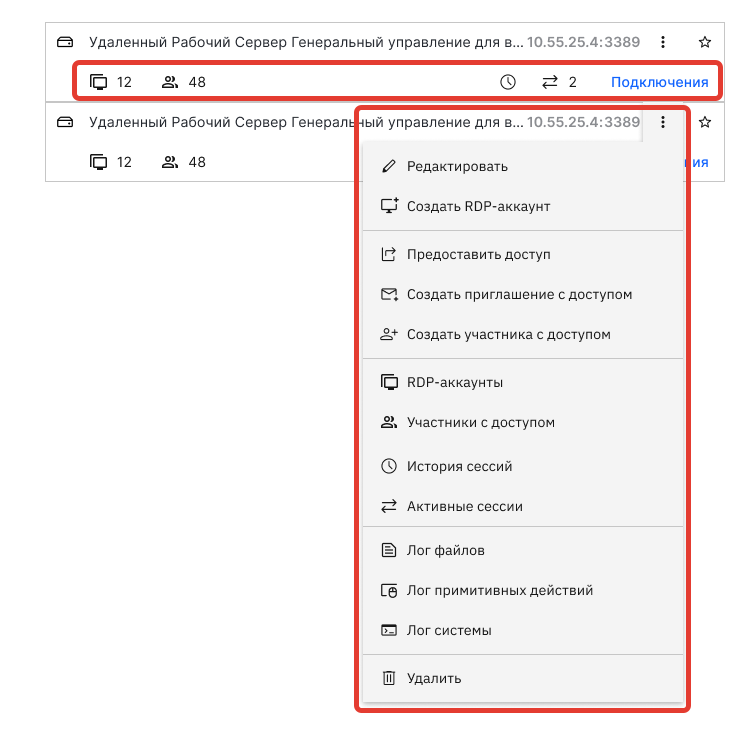 Удаленный Рабочий Сервер Генеральный управление для в... 10.55.25.4:3389
12 48 2 Подключения
Удаленный Рабочий Сервер Генеральный управление для в... 10.55.25.4:3389
12 48 ия
Редактировать
Создать RDP-аккаунт
Предоставить доступ
Создать приглашение с доступом
Создать участника с доступом
RDP-аккаунты
Участники с доступом
История сессий
Активные сессии
Лог файлов
Лог примитивных действий
Лог системы
Удалить